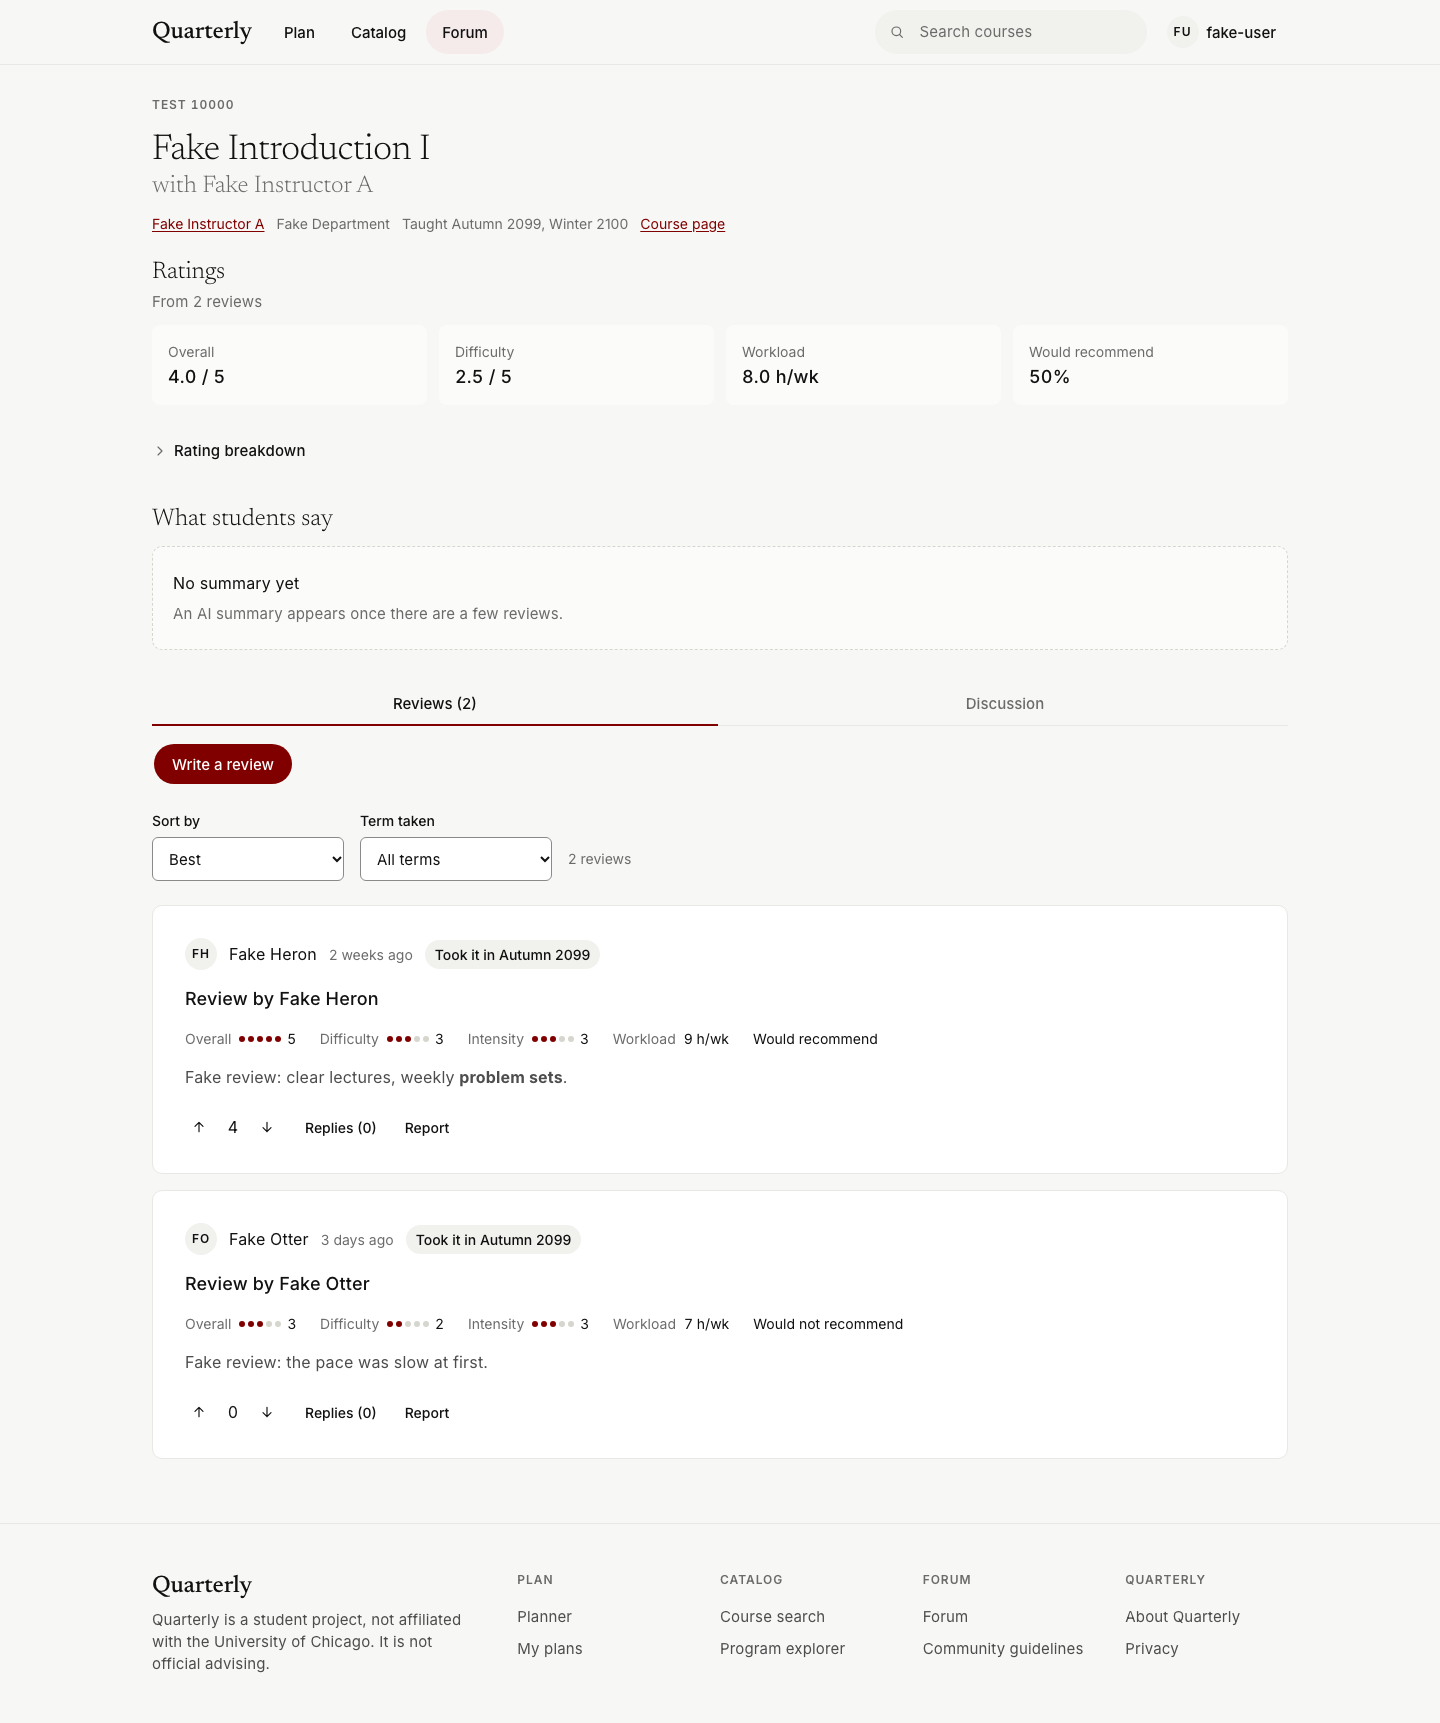 Quarterly Plan Catalog Forum Search courses FU fake-user
TEST 10000
Fake Introduction I
with Fake Instructor A
Fake Instructor A Fake Department Taught Autumn 2099, Winter 2100 Course page
Ratings
From 2 reviews
Overall Difficulty Workload Would recommend
4.0 / 5 2.5 / 5 8.0 h/wk 50%
Rating breakdown
What students say
No summary yet
An AI summary appears once there are a few reviews.
Reviews (2) Discussion
Write a review
Sort by Term taken
Best All terms 2 reviews
FH Fake Heron 2 weeks ago Took it in Autumn 2099
Review by Fake Heron
Overall 5 Difficulty 3 Intensity 3 Workload 9 h/wk Would recommend
Fake review: clear lectures, weekly problem sets.
↑ 4 ↓ Replies (0) Report
FO Fake Otter 3 days ago Took it in Autumn 2099
Review by Fake Otter
Overall 3 Difficulty 2 Intensity 3 Workload 7 h/wk Would not recommend
Fake review: the pace was slow at first.
↑ 0 ↓ Replies (0) Report
Quarterly
Quarterly is a student project, not affiliated
with the University of Chicago. It is not
official advising.
PLAN
Planner
My plans
CATALOG
Course search
Program explorer
FORUM
Forum
Community guidelines
QUARTERLY
About Quarterly
Privacy